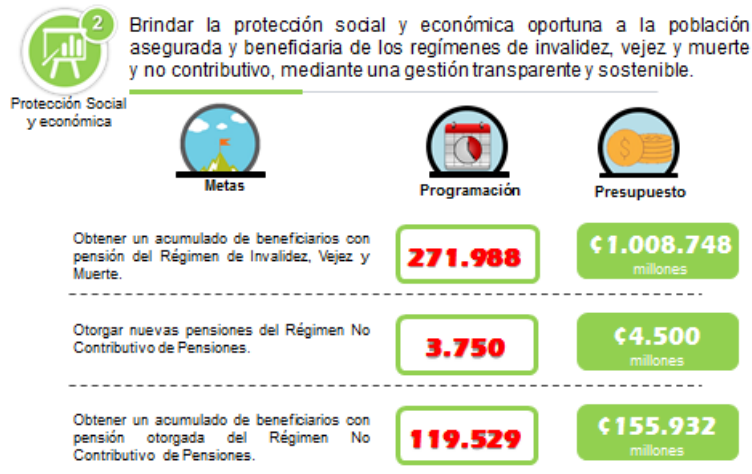 2
Brindar la protección social y económica oportuna a la población
asegurada y beneficiaria de los regímenes de invalidez, vejez y muerte
y no contributivo, mediante una gestión transparente y sostenible.
Protección Social
y económica
Metas
Programación
Presupuesto
Obtener un acumulado de beneficiarios con
pensión del Régimen de Invalidez, Vejez y
Muerte.
271.988
¢1.008.748
millones
Otorgar nuevas pensiones del Régimen No
Contributivo de Pensiones.
3.750
¢4.500
millones
Obtener un acumulado de beneficiarios con
pensión otorgada del Régimen No
Contributivo de Pensiones.
119.529
¢155.932
millones